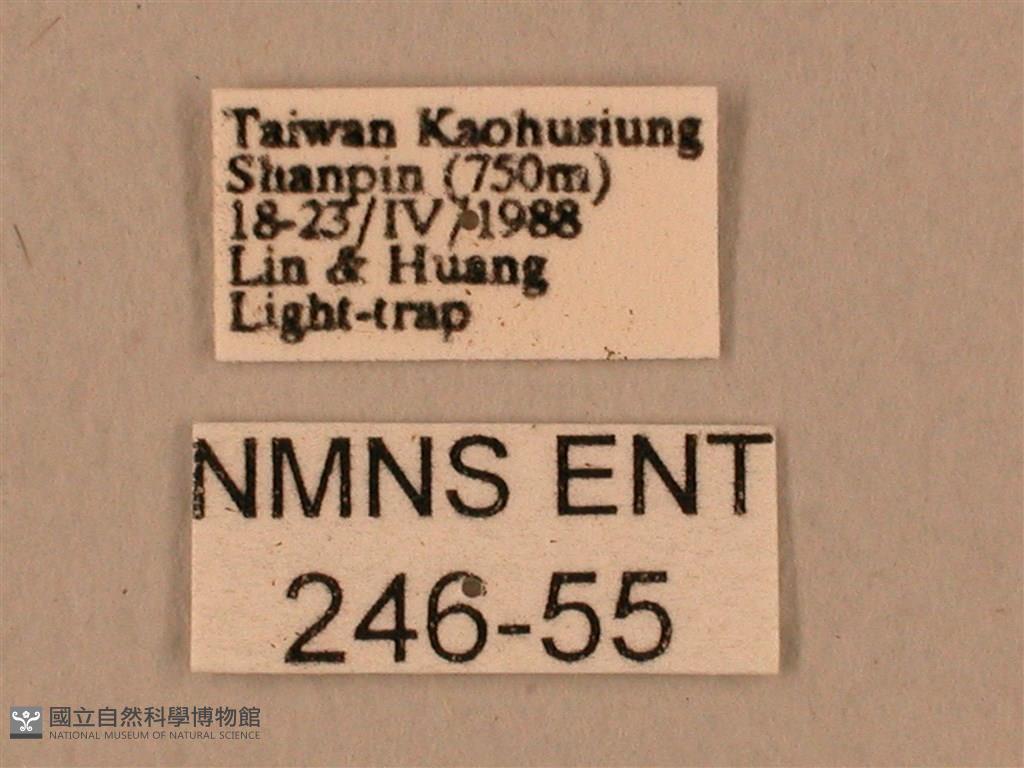 Taiwan Kaohusiung
Shanpin (750m)
18-23/IV/1988
Lin & Huang
Light-trap
NMNS ENT
246-55
國立自然科學博物館
NATIONAL MUSEUM OF NATURAL SCIENCE